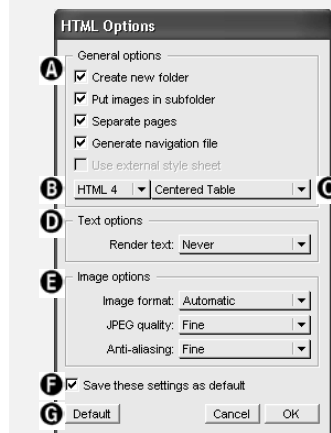 HTML Options
A General options
Create new folder
Put images in subfolder
Separate pages
Generate navigation file
Use external style sheet
B HTML 4 Centered Table C
D Text options
Render text: Never
E Image options
Image format: Automatic
JPEG quality: Fine
Anti-aliasing: Fine
F Save these settings as default
G Default Cancel OK